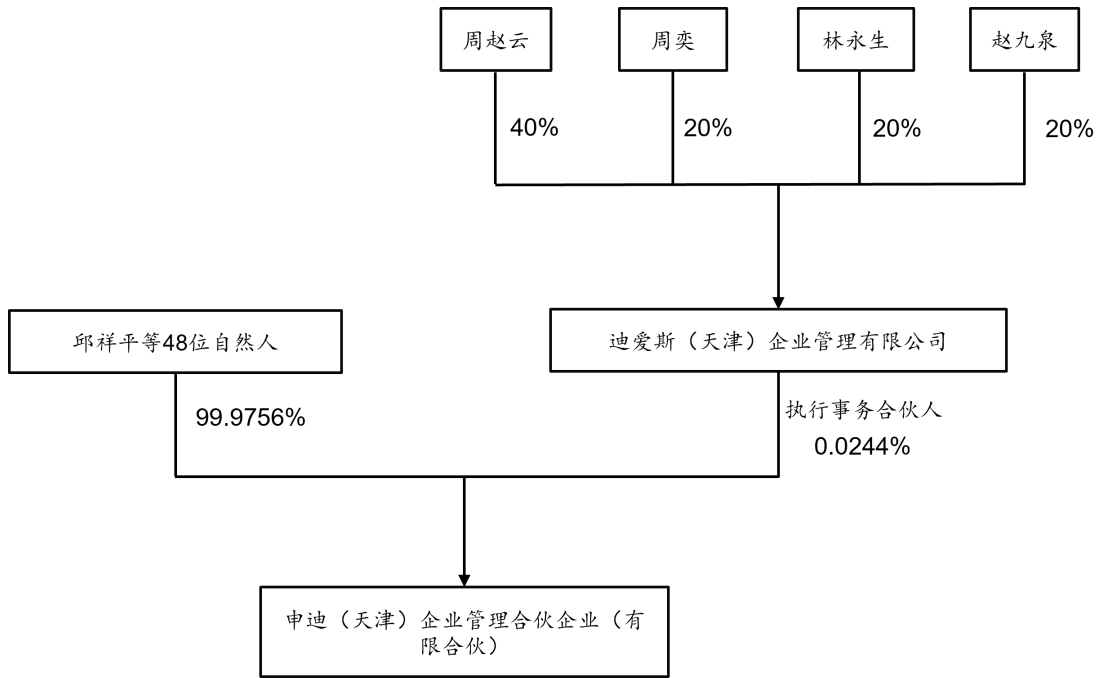 周赵云
周奕
林永生
赵九泉
40%
20%
20%
20%
邱祥平等48位自然人
迪爱斯（天津）企业管理有限公司
99.9756%
执行事务合伙人
0.0244%
申迪（天津）企业管理合伙企业（有
限合伙）